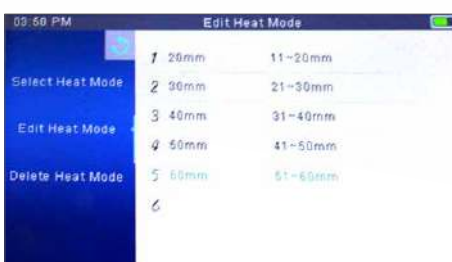 03:50 PM Edit Heat Mode
Select Heat Mode
Edit Heat Mode
Delete Heat Mode
1 20mm 11~20mm
2 30mm 21~30mm
3 40mm 31~40mm
4 50mm 41~50mm
5 60mm 51~60mm
6